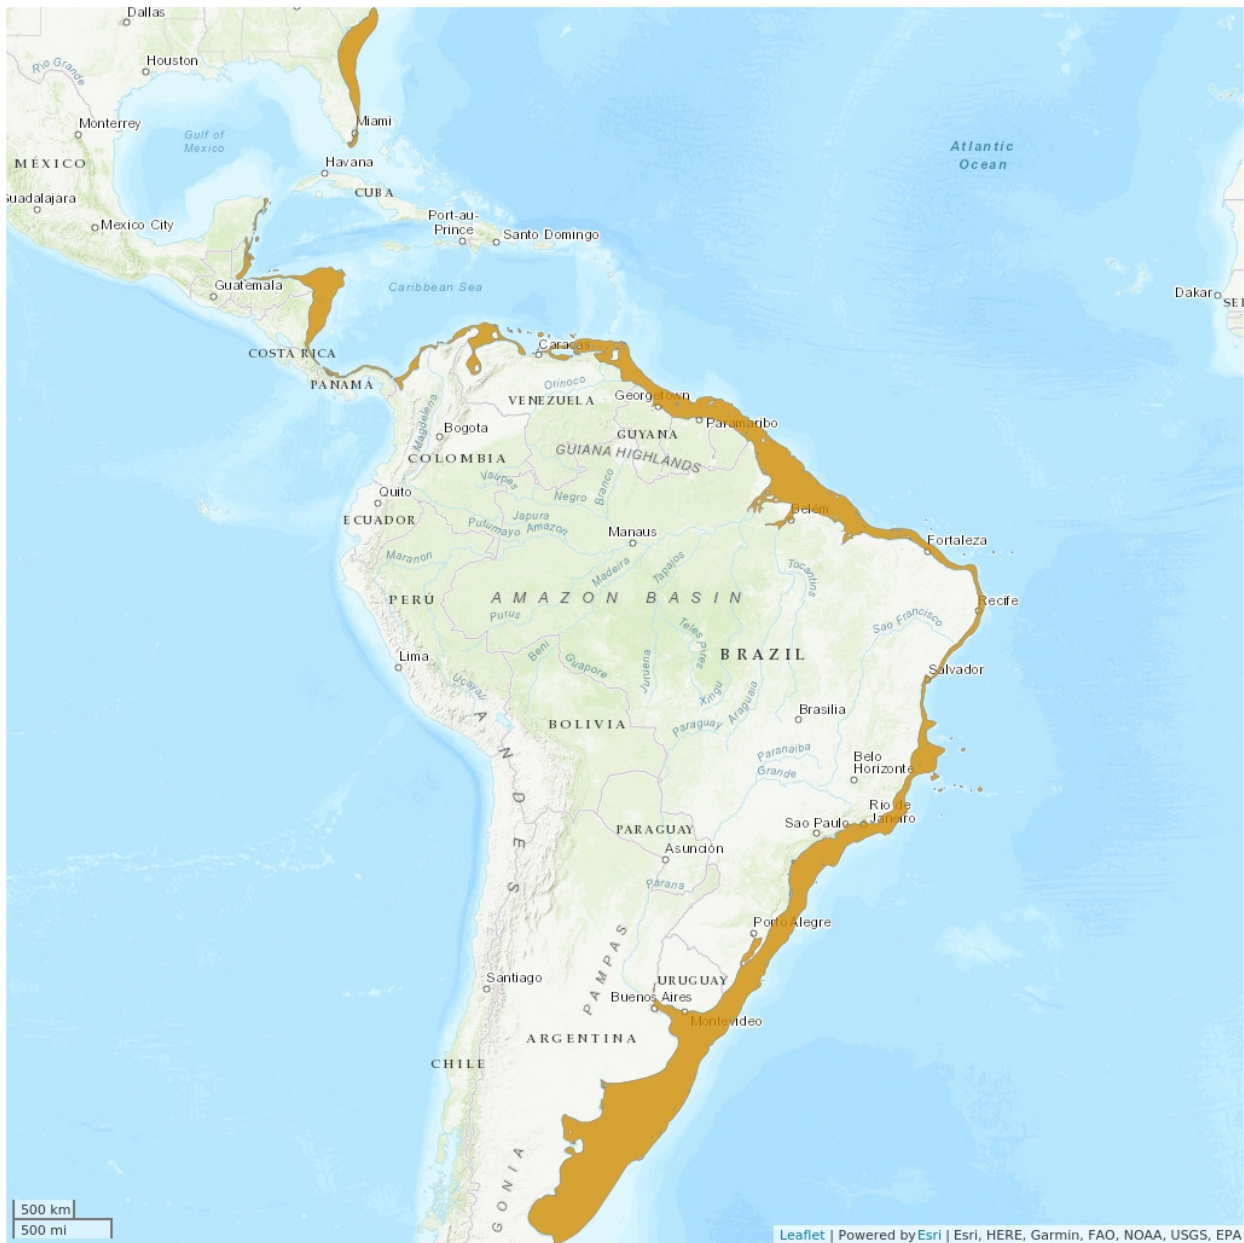 Dallas
Houston
Rio Grande
Monterrey
Gulf of
Mexico
Miami
Havana
MÉXICO
CUBA
Guadalajara
Mexico City
Port-au-
Prince
Santo Domingo
Atlantic
Ocean
Guatemala
Caribbean Sea
Dakar
COSTA RICA
PANAMÁ
Caracas
Orinoco
VENEZUELA
Georgetown
Paramaribo
Magdelena
Bogota
GUYANA
COLOMBIA
GUIANA HIGHLANDS
Vaupes
Negro
Branco
Quito
ECUADOR
Japura
Putumayo
Amazon
Manaus
Belém
Fortaleza
Maranon
Madeira
Tapajos
Tocantins
PERÚ
AMAZON BASIN
Purus
Recife
Sao Francisco
Teles Pires
Lima
Beni
Guapore
Juruena
BRAZIL
Salvador
Ucayali
Xingu
Araguaia
Brasilia
BOLIVIA
Paraguay
Paranaiba
Grande
Belo
Horizonte
ANDES
Rio de
Janeiro
Sao Paulo
PARAGUAY
Asunción
Parana
Porto Alegre
PAMPAS
Santiago
URUGUAY
Buenos Aires
Montevideo
ARGENTINA
CHILE
500 km
500 mi
Leaflet | Powered by Esri | Esri, HERE, Garmin, FAO, NOAA, USGS, EPA